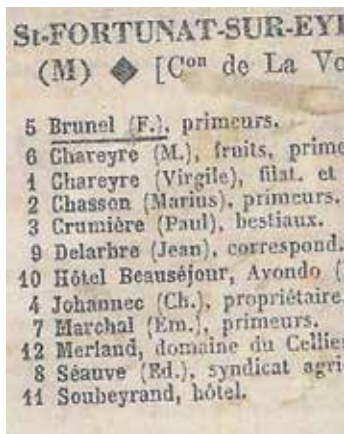 St-FORTUNAT-SUR-EYR
(M) ◆ [Con de La Vo
5 Brunel (F.), primeurs.
6 Chareyre (M.), fruits, prime
1 Chareyre (Virgile), filat. et
2 Chasson (Marius), primeurs.
3 Crumière (Paul), bestiaux.
9 Delarbre (Jean), correspond.
10 Hôtel Beauséjour, Avondo (
4 Johannec (Ch.), propriétaire,
7 Marchal (Em.), primeurs.
12 Merland, domaine du Cellie
8 Séauve (Ed.), syndicat agri
11 Soubeyrand, hôtel.